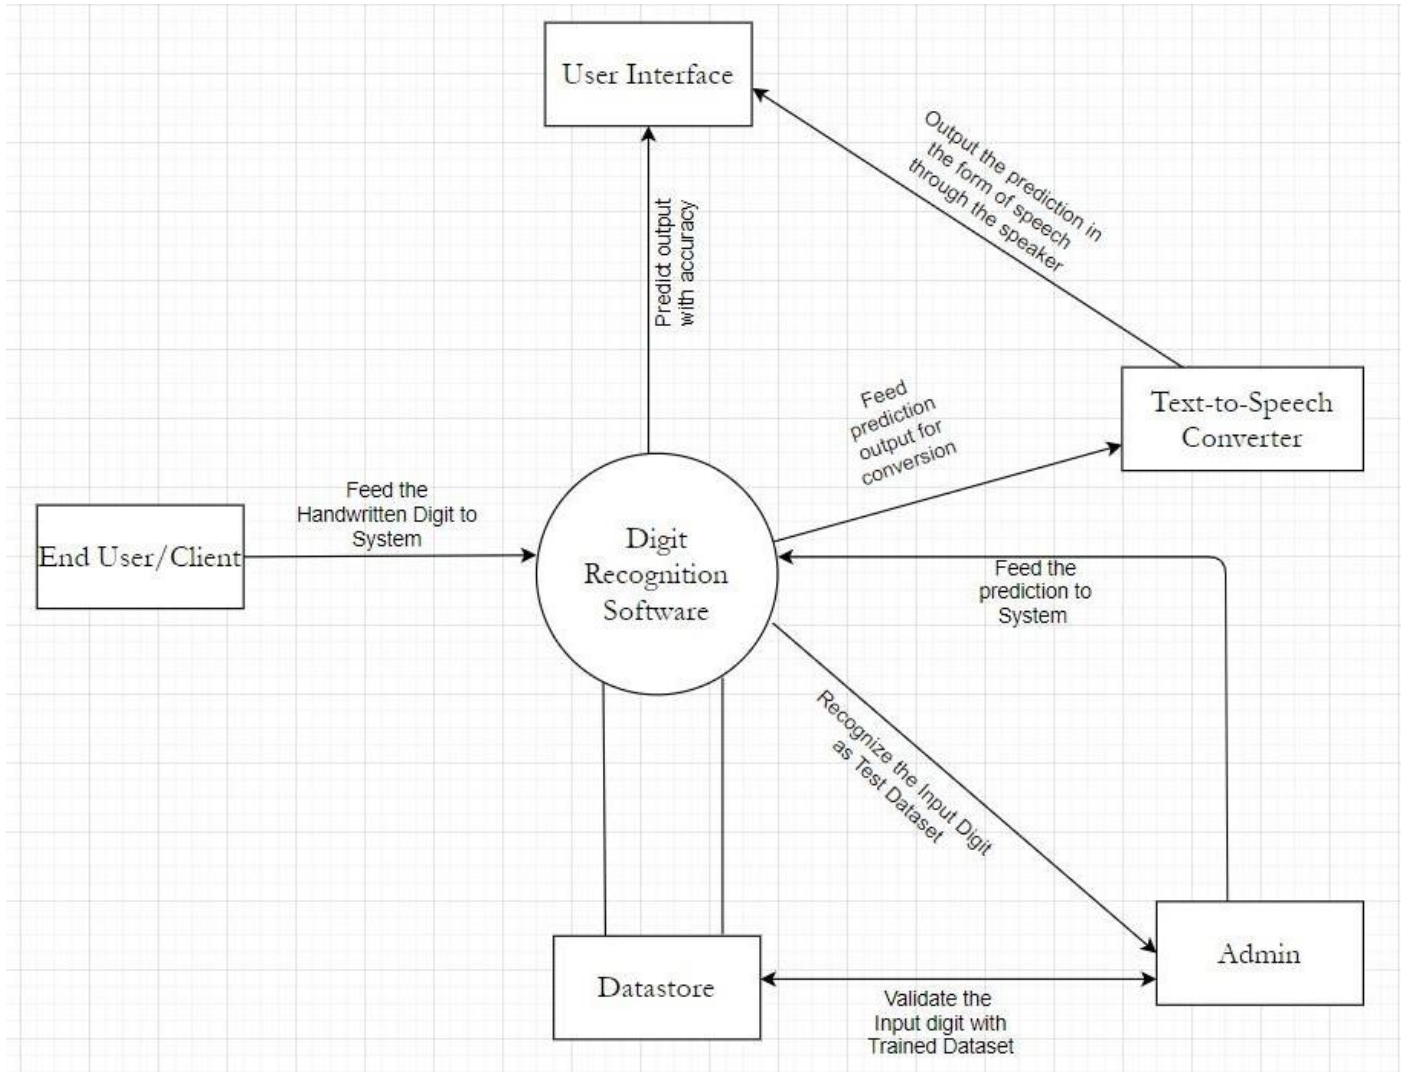 User Interface
Output the prediction in
the form of speech
through the speaker
Predict output
with accuracy
Text-to-Speech
Converter
Feed
prediction
output for
conversion
Feed the
Handwritten Digit to
System
End User/Client
Digit
Recognition
Software
Feed the
prediction to
System
Recognize the Input Digit
as Test Dataset
Admin
Datastore
Validate the
Input digit with
Trained Dataset